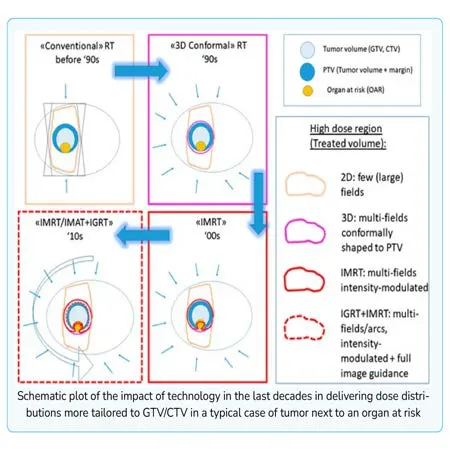 «Conventional» RT
before ‘90s
«3D Conformal» RT
‘90s
Tumor volume (GTV, CTV)
PTV (Tumor volume + margin)
Organ at risk (OAR)
«IMRT/IMAT+IGRT»
‘10s
«IMRT»
‘00s
High dose region
(Treated volume):
2D: few (large)
fields
3D: multi-fields
conformally
shaped to PTV
IMRT: multi-fields
intensity-modulated
IGRT+IMRT: multi-
fields/arcs,
intensity-
modulated + full
image guidance
Schematic plot of the impact of technology in the last decades in delivering dose distri-
butions more tailored to GTV/CTV in a typical case of tumor next to an organ at risk